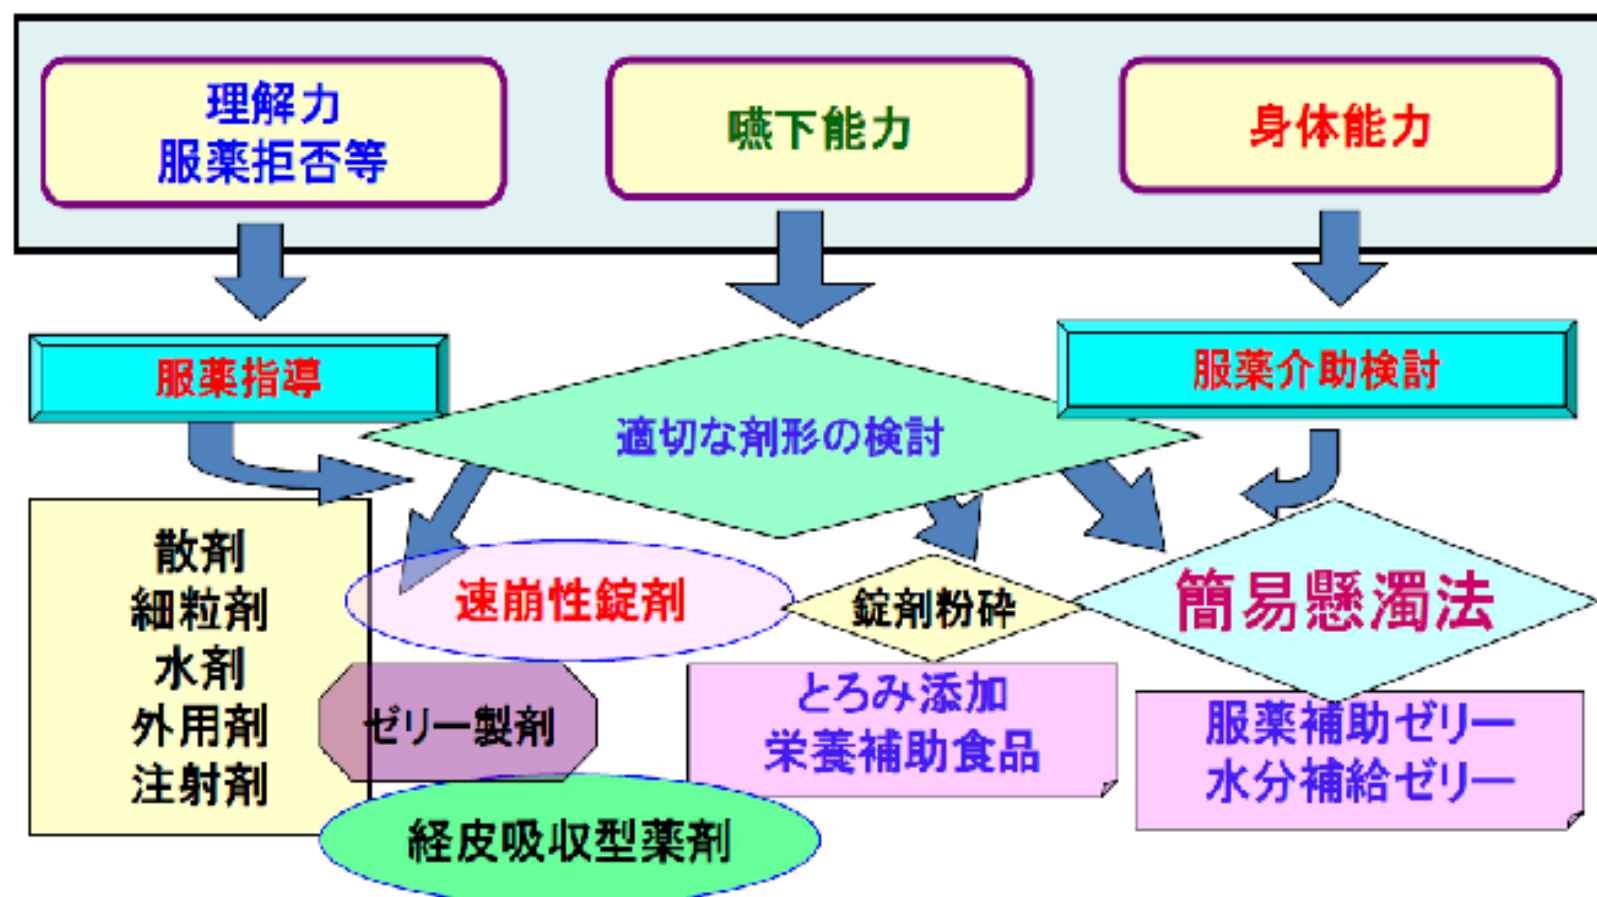 理解力
服薬拒否等
嚥下能力
身体能力
服薬指導
適切な剤形の検討
服薬介助検討
散剤
細粒剤
水剤
外用剤
注射剤
速崩性錠剤
ゼリー製剤
経皮吸収型薬剤
錠剤粉砕
とろみ添加
栄養補助食品
簡易懸濁法
服薬補助ゼリー
水分補給ゼリー